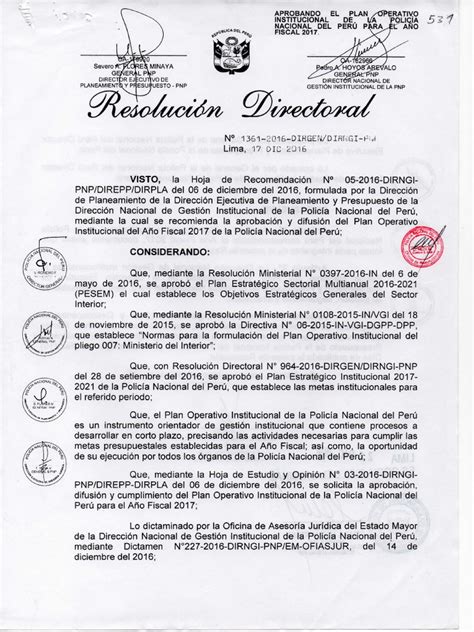 APROBANDO EL PLAN OPERATIVO
INSTITUCIONAL DE LA POLICÍA
NACIONAL DEL PERÚ PARA EL AÑO
FISCAL 2017.
531
REPÚBLICA DEL PERÚ
Severo A. FLORES MINAYA
GENERAL PNP
DIRECTOR EJECUTIVO DE
PLANEAMIENTO Y PRESUPUESTO - PNP
Pedro A. HOYOS AREVALO
GENERAL PNP
DIRECTOR NACIONAL DE
GESTIÓN INSTITUCIONAL DE LA PNP
Resolución Directoral
N° 1361-2016-DIRGEN/DIRNGI-PNP
Lima, 17 DIC 2016
VISTO, la Hoja de Recomendación N° 05-2016-DIRNGI-
PNP/DIREPP/DIRPLA del 06 de diciembre del 2016, formulada por la Dirección
de Planeamiento de la Dirección Ejecutiva de Planeamiento y Presupuesto de la
Dirección Nacional de Gestión Institucional de la Policía Nacional del Perú,
mediante la cual se recomienda la aprobación y difusión del Plan Operativo
Institucional del Año Fiscal 2017 de la Policía Nacional del Perú;
CONSIDERANDO:
Que, mediante la Resolución Ministerial N° 0397-2016-IN del 6 de
mayo de 2016, se aprobó el Plan Estratégico Sectorial Multianual 2016-2021
(PESEM) el cual establece los Objetivos Estratégicos Generales del Sector
Interior;
Que, mediante la Resolución Ministerial N° 0108-2015-IN/VGI del 18
de noviembre de 2015, se aprobó la Directiva N° 06-2015-IN-VGI-DGPP-DPP,
que establece "Normas para la formulación del Plan Operativo Institucional del
pliego 007: Ministerio del Interior";
Que, con Resolución Directoral N° 964-2016-DIRGEN/DIRNGI-PNP
del 28 de setiembre del 2016, se aprobó el Plan Estratégico Institucional 2017-
2021 de la Policía Nacional del Perú, que establece las metas institucionales para
el referido periodo;
Que, el Plan Operativo Institucional de la Policía Nacional del Perú
es un instrumento orientador de gestión institucional que contiene procesos a
desarrollar en corto plazo, precisando las actividades necesarias para cumplir las
metas presupuestales establecidas para el Año Fiscal; así como, la oportunidad
de su ejecución por todos los órganos de la Policía Nacional del Perú;
Que, mediante la Hoja de Estudio y Opinión N° 03-2016-DIRNGI-
PNP/DIREPP-DIRPLA del 06 de diciembre del 2016, se solicita la aprobación,
difusión y cumplimiento del Plan Operativo Institucional de la Policía Nacional del
Perú para el Año Fiscal 2017;
Lo dictaminado por la Oficina de Asesoría Jurídica del Estado Mayor
de la Dirección Nacional de Gestión Institucional de la Policía Nacional del Perú,
mediante Dictamen N°227-2016-DIRNGI-PNP/EM-OFIASJUR, del 14 de
diciembre del 2016;